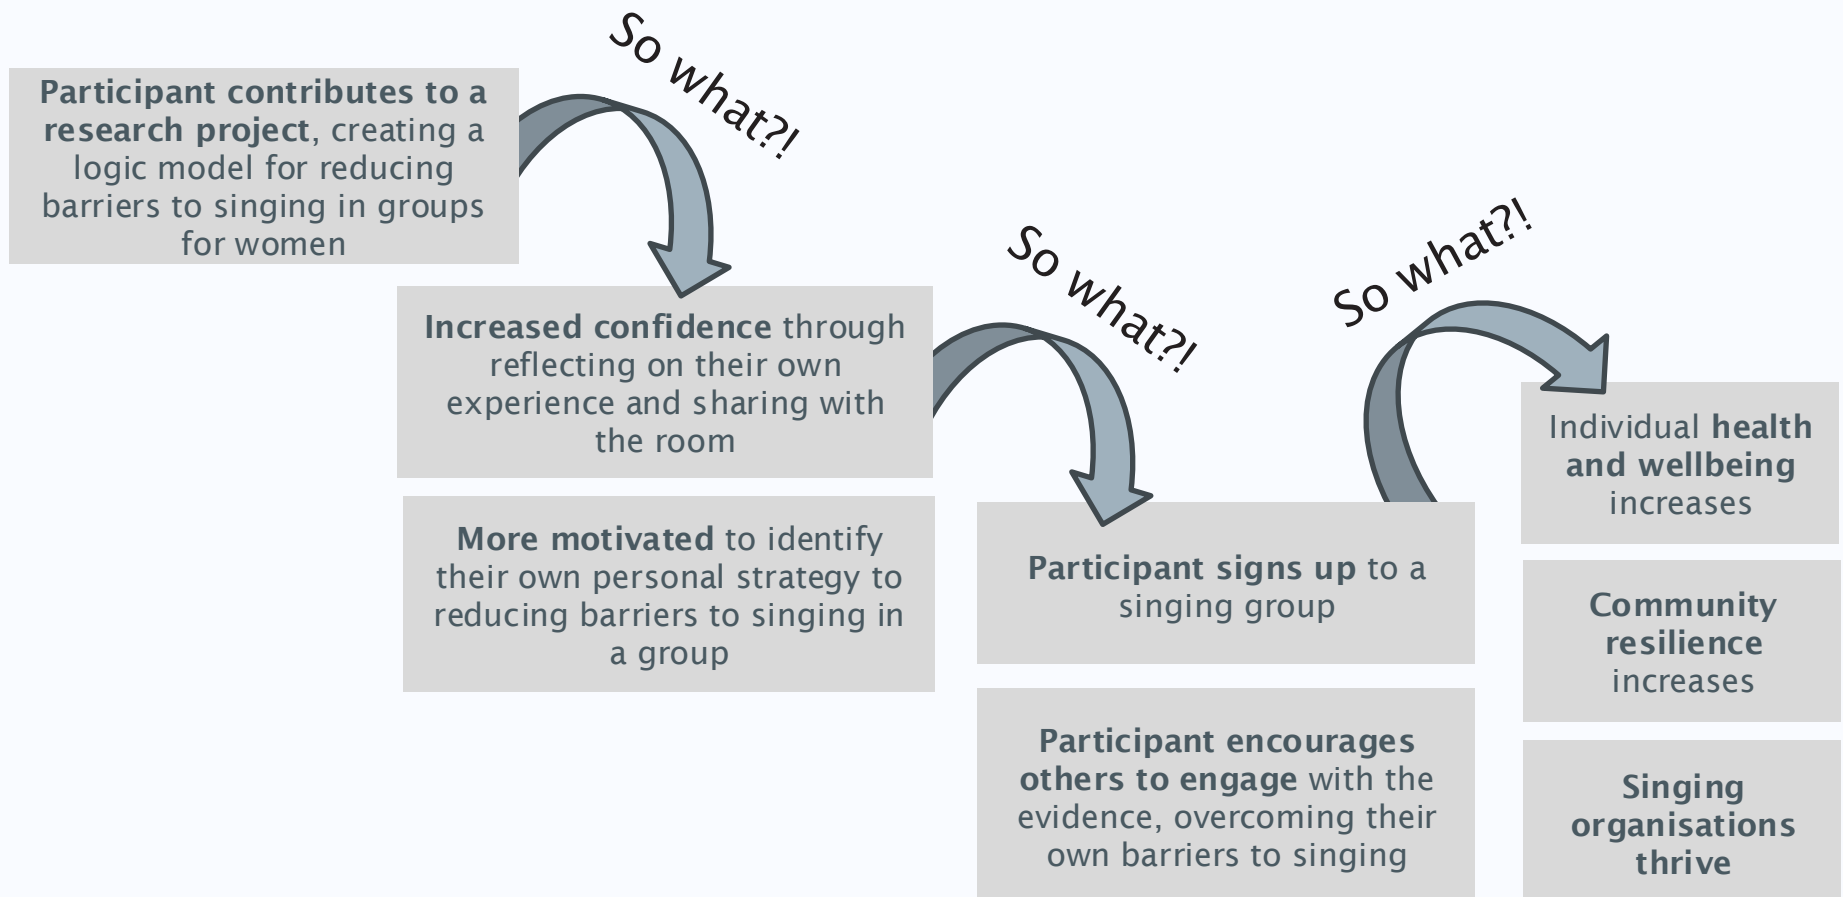 So what?!
Participant contributes to a
research project, creating a
logic model for reducing
barriers to singing in groups
for women
So what?!
Increased confidence through
reflecting on their own
experience and sharing with
the room
More motivated to identify
their own personal strategy to
reducing barriers to singing in
a group
So what?!
Participant signs up to a
singing group
Participant encourages
others to engage with the
evidence, overcoming their
own barriers to singing
Individual health
and wellbeing
increases
Community
resilience
increases
Singing
organisations
thrive